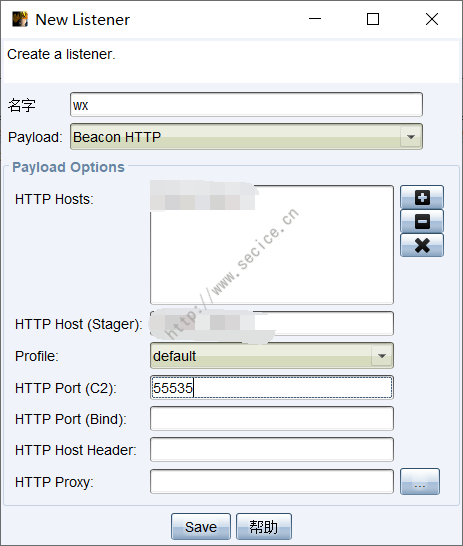 New Listener
Create a listener.
名字 wx
Payload: Beacon HTTP
Payload Options
HTTP Hosts:
http://www.secice.cn
HTTP Host (Stager):
Profile: default
HTTP Port (C2): 55535
HTTP Port (Bind):
HTTP Host Header:
HTTP Proxy: ...
Save 帮助